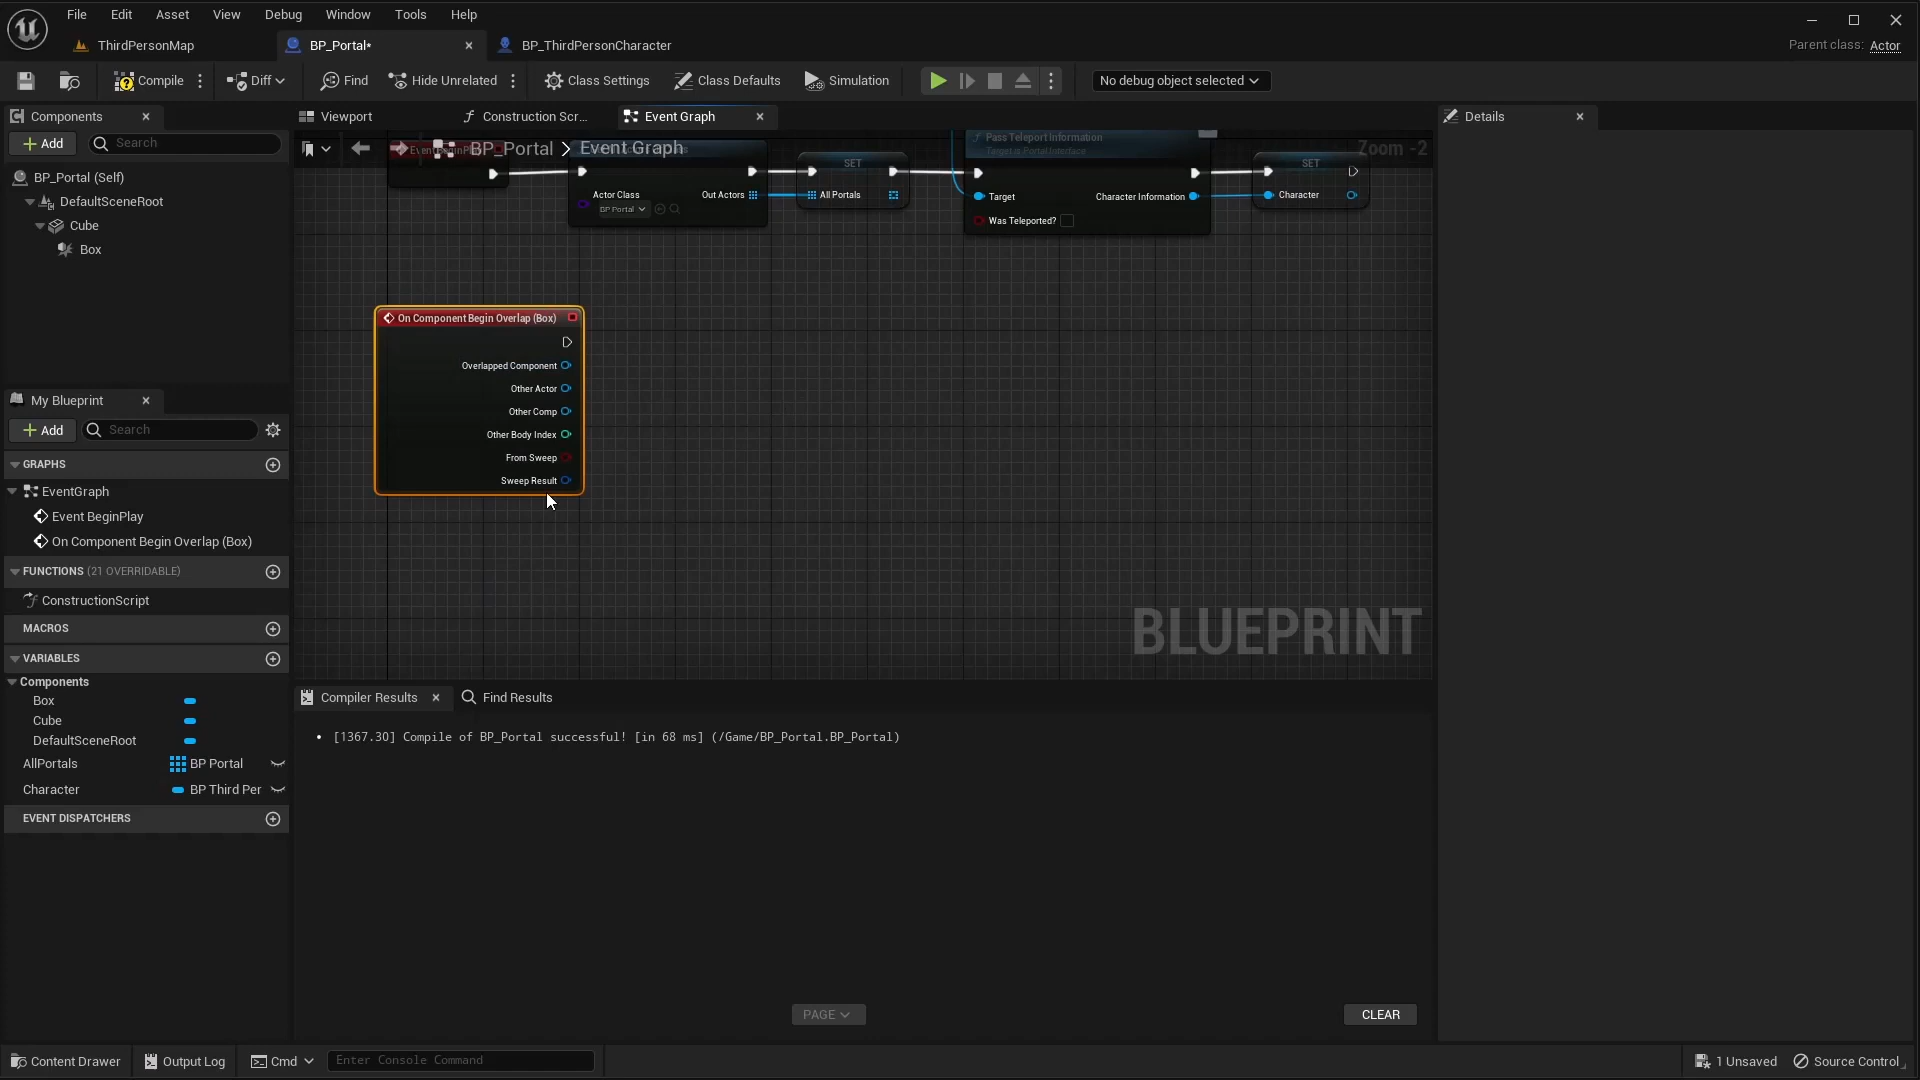 File Edit Asset View Debug Window Tools Help
ThirdPersonMap
BP_Portal*
BP_ThirdPersonCharacter
Parent class: Actor
Compile
Diff
Find
Hide Unrelated
Class Settings
Class Defaults
Simulation
No debug object selected
Components
Add
Search
BP_Portal (Self)
DefaultSceneRoot
Cube
Box
My Blueprint
Add
Search
GRAPHS
EventGraph
Event BeginPlay
On Component Begin Overlap (Box)
FUNCTIONS (21 OVERRIDABLE)
ConstructionScript
MACROS
VARIABLES
Components
Box
Cube
DefaultSceneRoot
AllPortals BP Portal
Character BP Third Per
EVENT DISPATCHERS
Viewport
Construction Scr...
Event Graph
BP_Portal > Event Graph
Zoom -2
Actor Class
BP Portal
Out Actors
SET
All Portals
Pass Teleport Information
Target is Portal Interface
Target
Was Teleported?
Character Information
SET
Character
On Component Begin Overlap (Box)
Overlapped Component
Other Actor
Other Comp
Other Body Index
From Sweep
Sweep Result
BLUEPRINT
Compiler Results
Find Results
[1367.30] Compile of BP_Portal successful! [in 68 ms] (/Game/BP_Portal.BP_Portal)
PAGE
CLEAR
Details
Content Drawer
Output Log
Cmd
Enter Console Command
1 Unsaved
Source Control